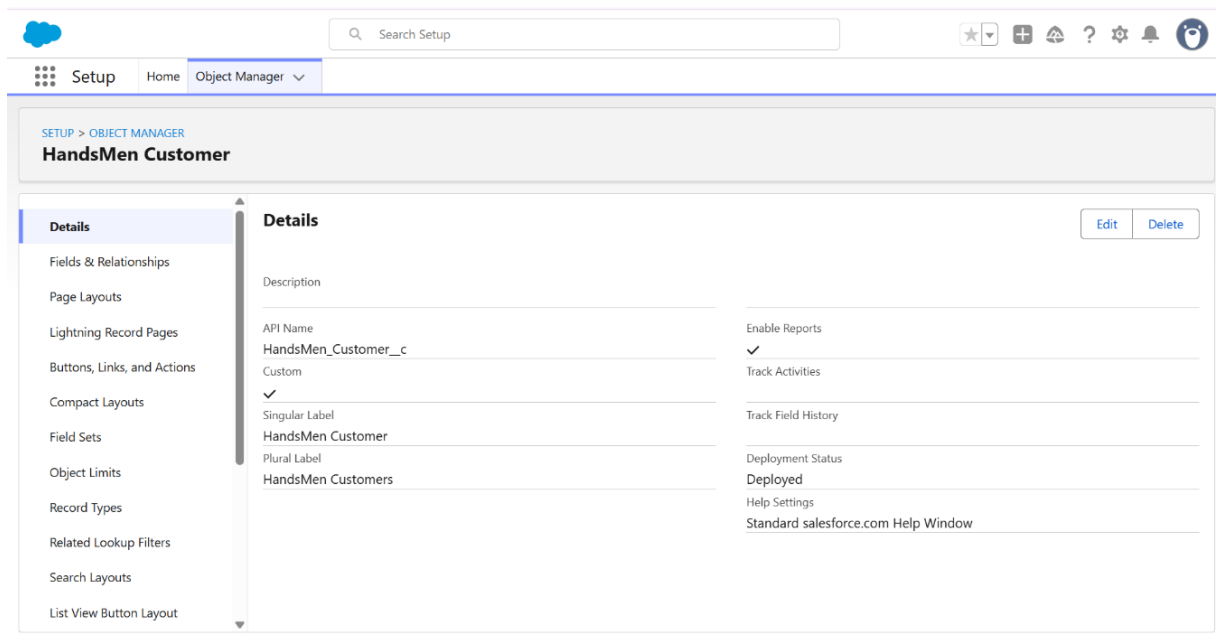 Search Setup
Setup
Home
Object Manager
SETUP > OBJECT MANAGER
HandsMen Customer
Details
Fields & Relationships
Page Layouts
Lightning Record Pages
Buttons, Links, and Actions
Compact Layouts
Field Sets
Object Limits
Record Types
Related Lookup Filters
Search Layouts
List View Button Layout
Details
Edit
Delete
Description
API Name
HandsMen_Customer__c
Custom
Singular Label
HandsMen Customer
Plural Label
HandsMen Customers
Enable Reports
Track Activities
Track Field History
Deployment Status
Deployed
Help Settings
Standard salesforce.com Help Window